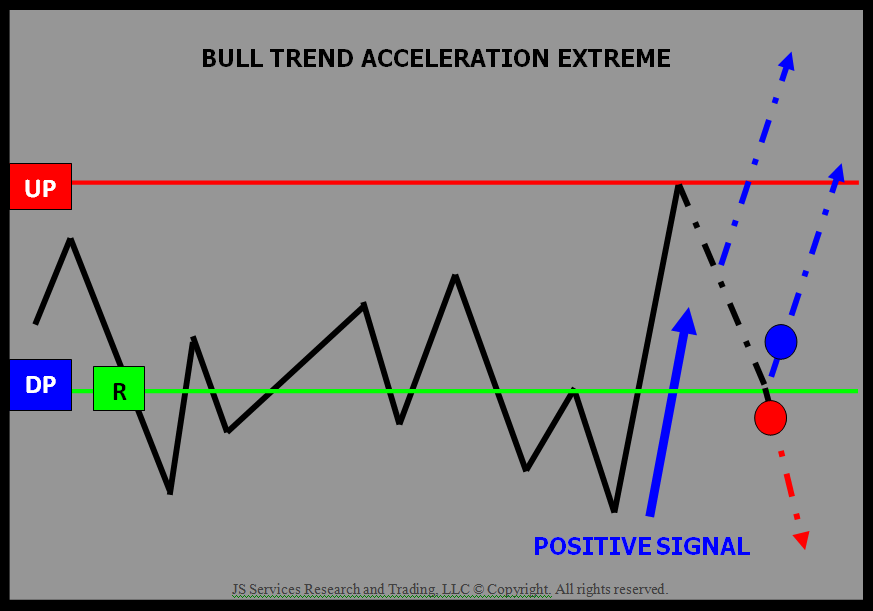 BULL TREND ACCELERATION EXTREME
UP
DP
R
POSITIVE SIGNAL
JS Services Research and Trading, LLC © Copyright. All rights reserved.